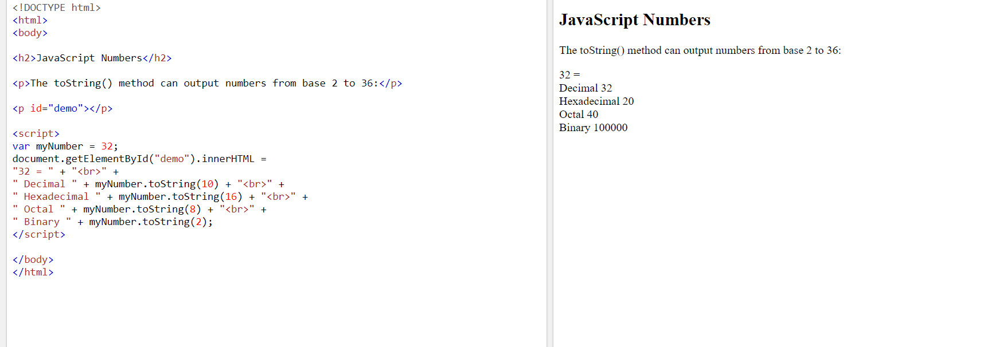 <!DOCTYPE html>
<html>
<body>
<h2>JavaScript Numbers</h2>
<p>The toString() method can output numbers from base 2 to 36:</p>
<p id="demo"></p>
<script>
var myNumber = 32;
document.getElementById("demo").innerHTML =
"32 = " + "<br>" +
" Decimal " + myNumber.toString(10) + "<br>" +
" Hexadecimal " + myNumber.toString(16) + "<br>" +
" Octal " + myNumber.toString(8) + "<br>" +
" Binary " + myNumber.toString(2);
</script>
</body>
</html>
JavaScript Numbers
The toString() method can output numbers from base 2 to 36:
32 =
Decimal 32
Hexadecimal 20
Octal 40
Binary 100000